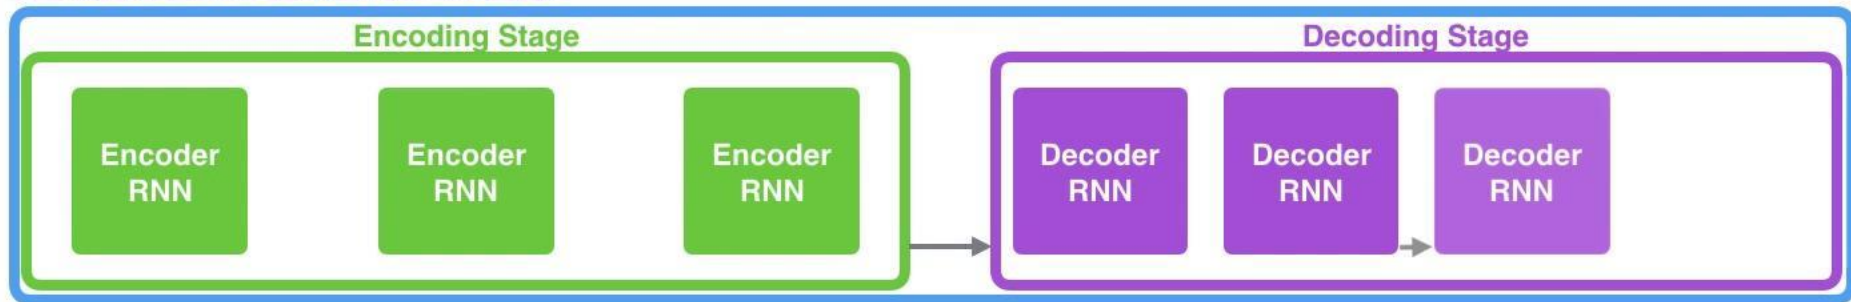 Encoding Stage
Decoding Stage
Encoder
RNN
Encoder
RNN
Encoder
RNN
Decoder
RNN
Decoder
RNN
Decoder
RNN